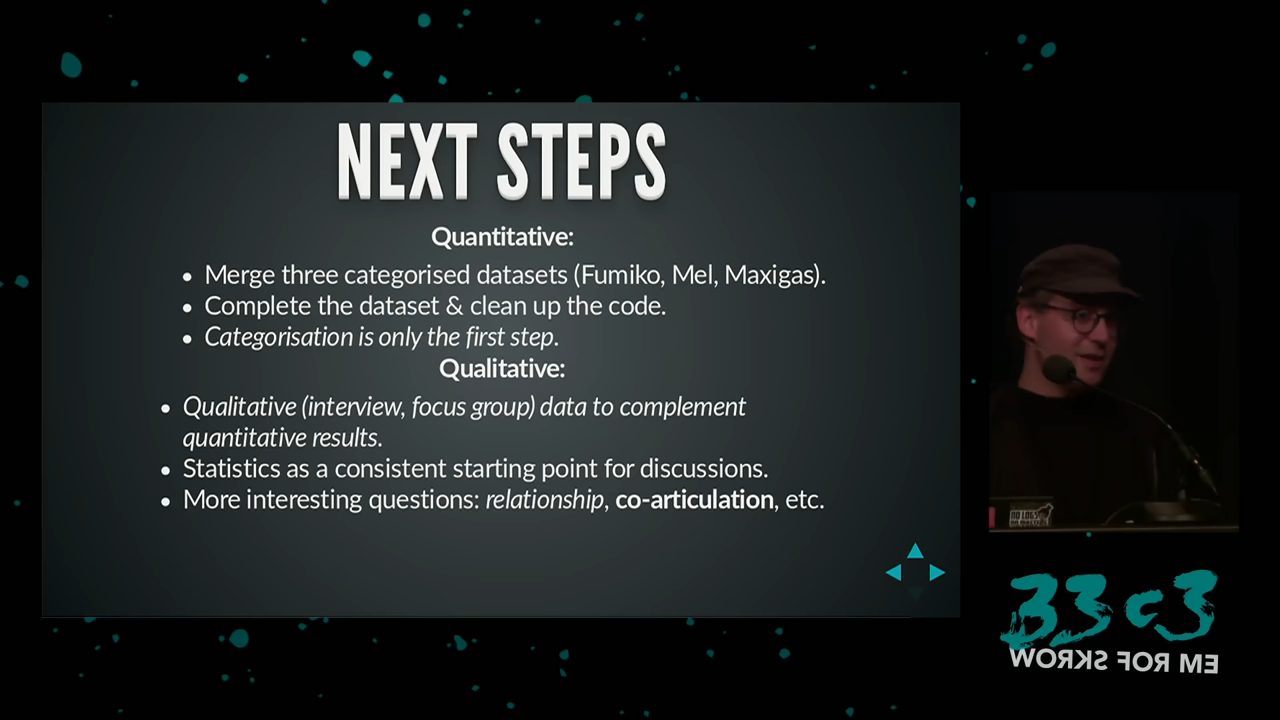 NEXT STEPS
Quantitative:
• Merge three categorised datasets (Fumiko, Mel, Maxigas).
• Complete the dataset & clean up the code.
• Categorisation is only the first step.
Qualitative:
• Qualitative (interview, focus group) data to complement
quantitative results.
• Statistics as a consistent starting point for discussions.
• More interesting questions: relationship, co-articulation, etc.
NO LOGS
33c3
WORKS FOR ME